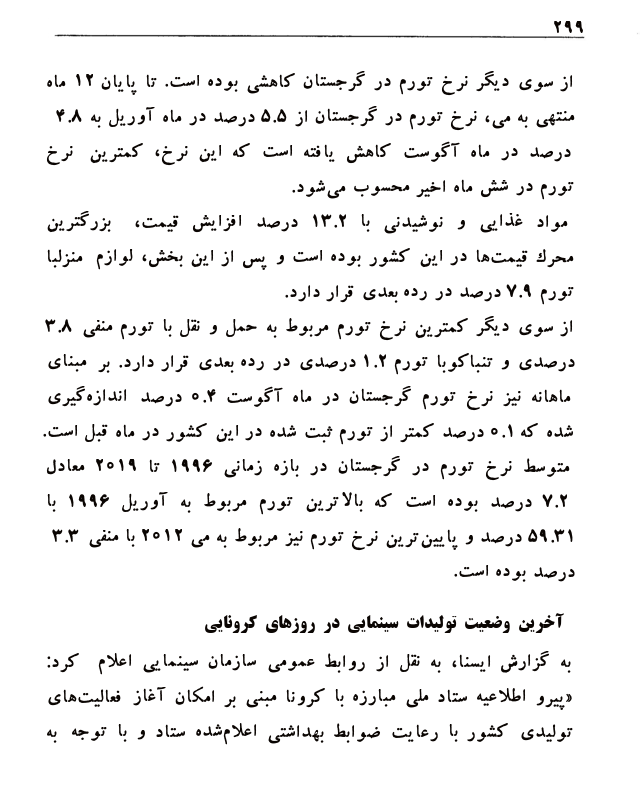 ۲۹۹
از سوی دیگر نرخ تورم در گرجستان کاهشی بوده است. تا پایان ۱۲ ماه
منتهی به می، نرخ تورم در گرجستان از ۵.۵ درصد در ماه آوریل به ۴.۸
درصد در ماه آگوست کاهش یافته است که این نرخ، کمترین نرخ
تورم در شش ماه اخیر محسوب می‌شود.
مواد غذایی و نوشیدنی با ۱۳.۲ درصد افزایش قیمت، بزرگترین
محرك قیمت‌ها در این کشور بوده است و پس از این بخش، لوازم منزلبا
تورم ۷.۹ درصد در رده بعدی قرار دارد.
از سوی دیگر کمترین نرخ تورم مربوط به حمل و نقل با تورم منفی ۳.۸
درصدی و تنباکوبا تورم ۱.۲ درصدی در رده بعدی قرار دارد. بر مبنای
ماهانه نیز نرخ تورم گرجستان در ماه آگوست ۰.۴ درصد اندازه‌گیری
شده که ۰.۱ درصد کمتر از تورم ثبت شده در این کشور در ماه قبل است.
متوسط نرخ تورم در گرجستان در بازه زمانی ۱۹۹۶ تا ۲۰۱۹ معادل
۷.۲ درصد بوده است که بالاترین تورم مربوط به آوریل ۱۹۹۶ با
۵۹.۳۱ درصد و پایین‌ترین نرخ تورم نیز مربوط به می ۲۰۱۲ با منفی ۳.۳
درصد بوده است.
آخرین وضعیت تولیدات سینمایی در روزهای کرونایی
به گزارش ایسنا، به نقل از روابط عمومی سازمان سینمایی اعلام کرد:
«پیرو اطلاعیه ستاد ملی مبارزه با کرونا مبنی بر امکان آغاز فعالیت‌های
تولیدی کشور با رعایت ضوابط بهداشتی اعلام‌شده ستاد و با توجه به